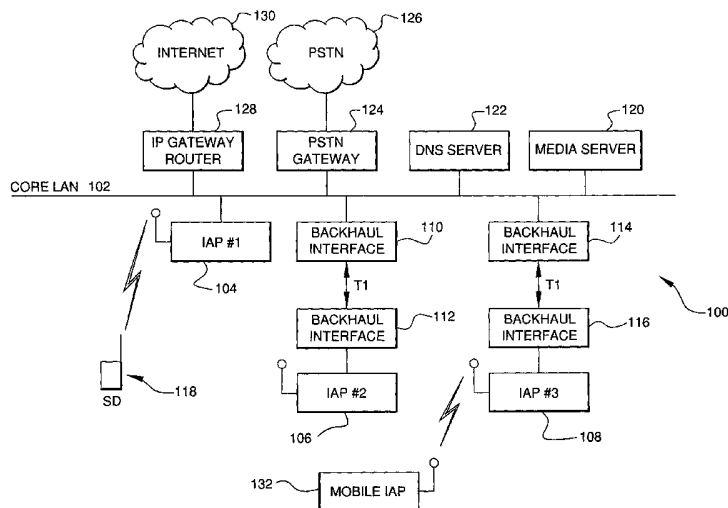 130
INTERNET
126
PSTN
128
IP GATEWAY
ROUTER
124
PSTN
GATEWAY
122
DNS SERVER
120
MEDIA SERVER
CORE LAN 102
IAP #1
104
BACKHAUL
INTERFACE
110
BACKHAUL
INTERFACE
114
T1
T1
100
BACKHAUL
INTERFACE
112
BACKHAUL
INTERFACE
116
118
SD
IAP #2
106
IAP #3
108
132
MOBILE IAP